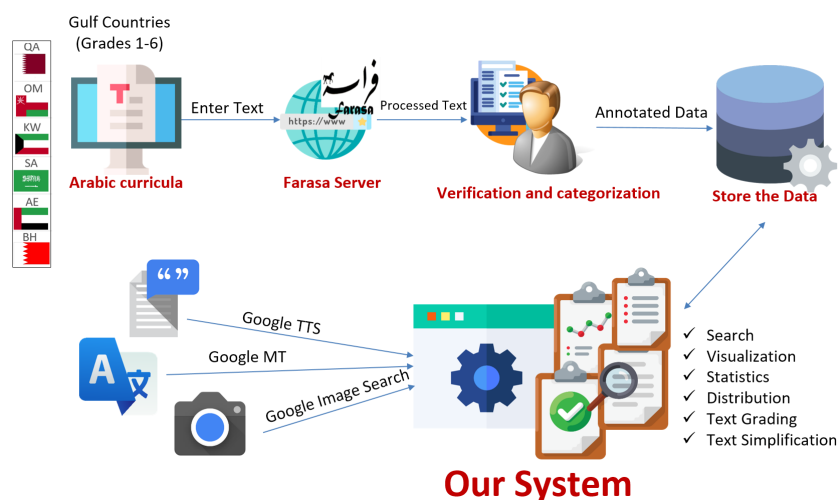 Gulf Countries
(Grades 1-6)
QA
OM
KW
SA
AE
BH
T
Arabic curricula
Enter Text
فراسة
Farasa
https://www
Farasa Server
Processed Text
Verification and categorization
Annotated Data
Store the Data
“ ”
Google TTS
A 文
Google MT
Google Image Search
✓ Search
✓ Visualization
✓ Statistics
✓ Distribution
✓ Text Grading
✓ Text Simplification
Our System